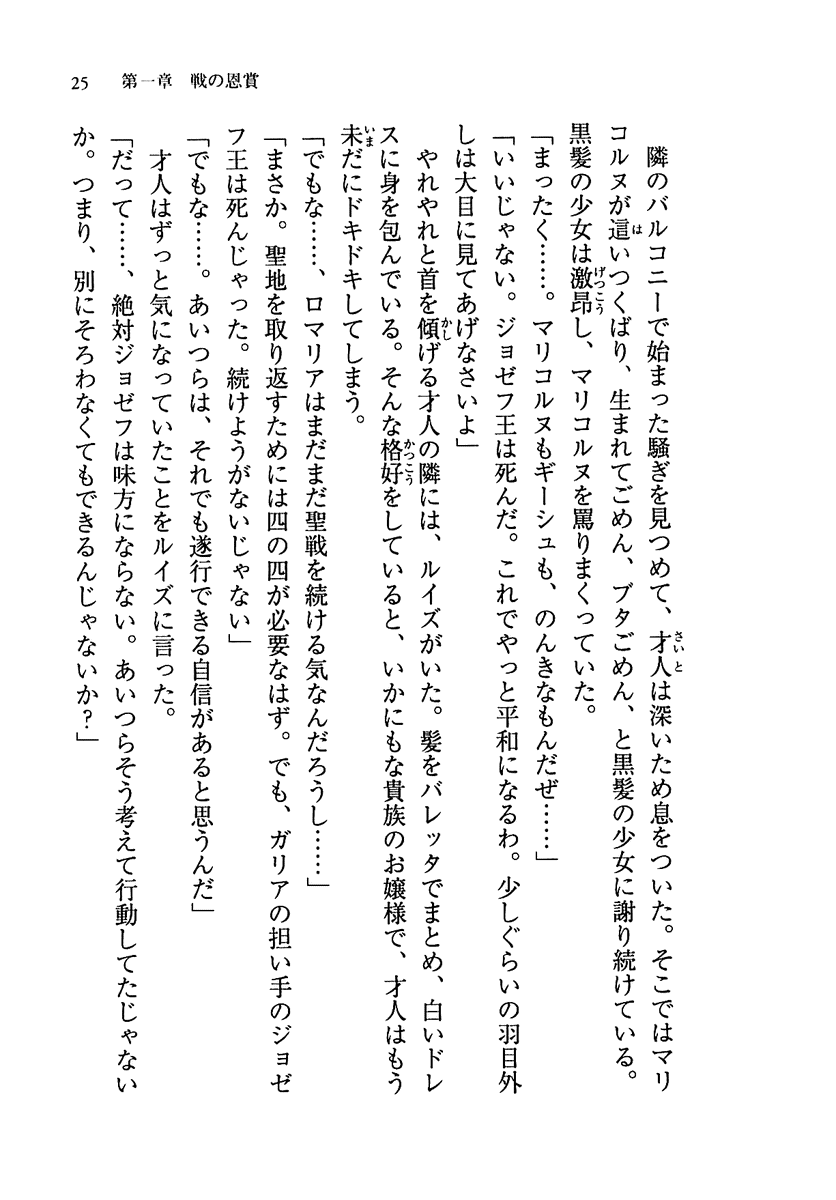 25　第一章　戦の恩賞
　隣のバルコニーで始まった騒ぎを見つめて、才人は深いため息をついた。そこではマリ
コルヌが這いつくばり、生まれてごめん、ブタごめん、と黒髪の少女に謝り続けている。
黒髪の少女は激昂し、マリコルヌを罵りまくっていた。
「まったく……。マリコルヌもギーシュも、のんきなもんだぜ……」
「いいじゃない。ジョゼフ王は死んだ。これでやっと平和になるわ。少しぐらいの羽目外
しは大目に見てあげなさいよ」
　やれやれと首を傾げる才人の隣には、ルイズがいた。髪をバレッタでまとめ、白いドレ
スに身を包んでいる。そんな格好をしていると、いかにもな貴族のお嬢様で、才人はもう
未だにドキドキしてしまう。
「でもな……、ロマリアはまだまだ聖戦を続ける気なんだろうし……」
「まさか。聖地を取り返すためには四の四が必要なはず。でも、ガリアの担い手のジョゼ
フ王は死んじゃった。続けようがないじゃない」
「でもな……。あいつらは、それでも遂行できる自信があると思うんだ」
　才人はずっと気になっていたことをルイズに言った。
「だって……、絶対ジョゼフは味方にならない。あいつらそう考えて行動してたじゃない
か。つまり、別にそろわなくてもできるんじゃないか？」